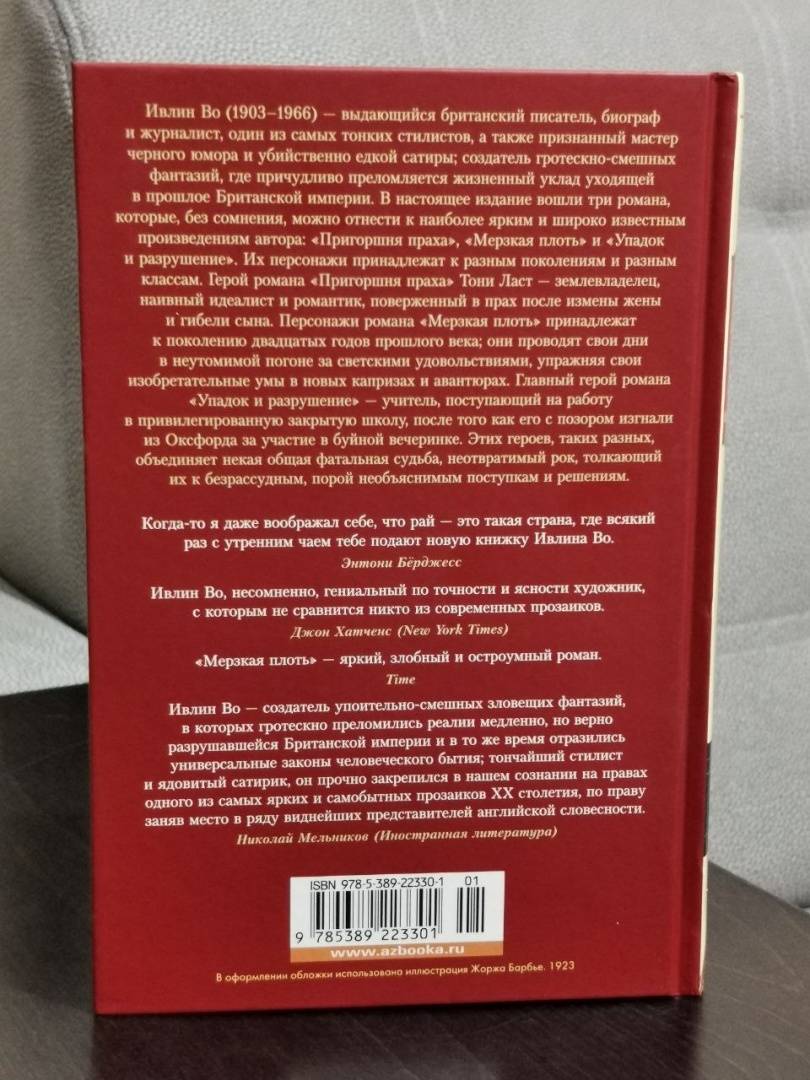 Ивлин Во (1903–1966) — выдающийся британский писатель, биограф
и журналист, один из самых тонких стилистов, а также признанный мастер
черного юмора и убийственно едкой сатиры; создатель гротескно-смешных
фантазий, где причудливо преломляется жизненный уклад уходящей
в прошлое Британской империи. В настоящее издание вошли три романа,
которые, без сомнения, можно отнести к наиболее ярким и широко известным
произведениям автора: «Пригоршня праха», «Мерзкая плоть» и «Упадок
и разрушение». Их персонажи принадлежат к разным поколениям и разным
классам. Герой романа «Пригоршня праха» Тони Ласт — землевладелец,
наивный идеалист и романтик, поверженный в прах после измены жены
и гибели сына. Персонажи романа «Мерзкая плоть» принадлежат
к поколению двадцатых годов прошлого века; они проводят свои дни
в неутомимой погоне за светскими удовольствиями, упражняя свои
изобретательные умы в новых капризах и авантюрах. Главный герой романа
«Упадок и разрушение» — учитель, поступающий на работу
в привилегированную закрытую школу, после того как его с позором изгнали
из Оксфорда за участие в буйной вечеринке. Этих героев, таких разных,
объединяет некая общая фатальная судьба, неотвратимый рок, толкающий
их к безрассудным, порой необъяснимым поступкам и решениям.
Когда-то я даже воображал себе, что рай — это такая страна, где всякий
раз с утренним чаем тебе подают новую книжку Ивлина Во.
Энтони Бёрджесс
Ивлин Во, несомненно, гениальный по точности и ясности художник,
с которым не сравнится никто из современных прозаиков.
Джон Хатченс (New York Times)
«Мерзкая плоть» — яркий, злобный и остроумный роман.
Time
Ивлин Во — создатель упоительно-смешных зловещих фантазий,
в которых гротескно преломились реалии медленно, но верно
разрушавшейся Британской империи и в то же время отразились
универсальные законы человеческого бытия; тончайший стилист
и ядовитый сатирик, он прочно закрепился в нашем сознании на правах
одного из самых ярких и самобытных прозаиков XX столетия, по праву
заняв место в ряду виднейших представителей английской словесности.
Николай Мельников (Иностранная литература)
ISBN 978-5-389-22330-1 01
9 785389 223301
www.azbooka.ru
В оформлении обложки использована иллюстрация Жоржа Барбье. 1923